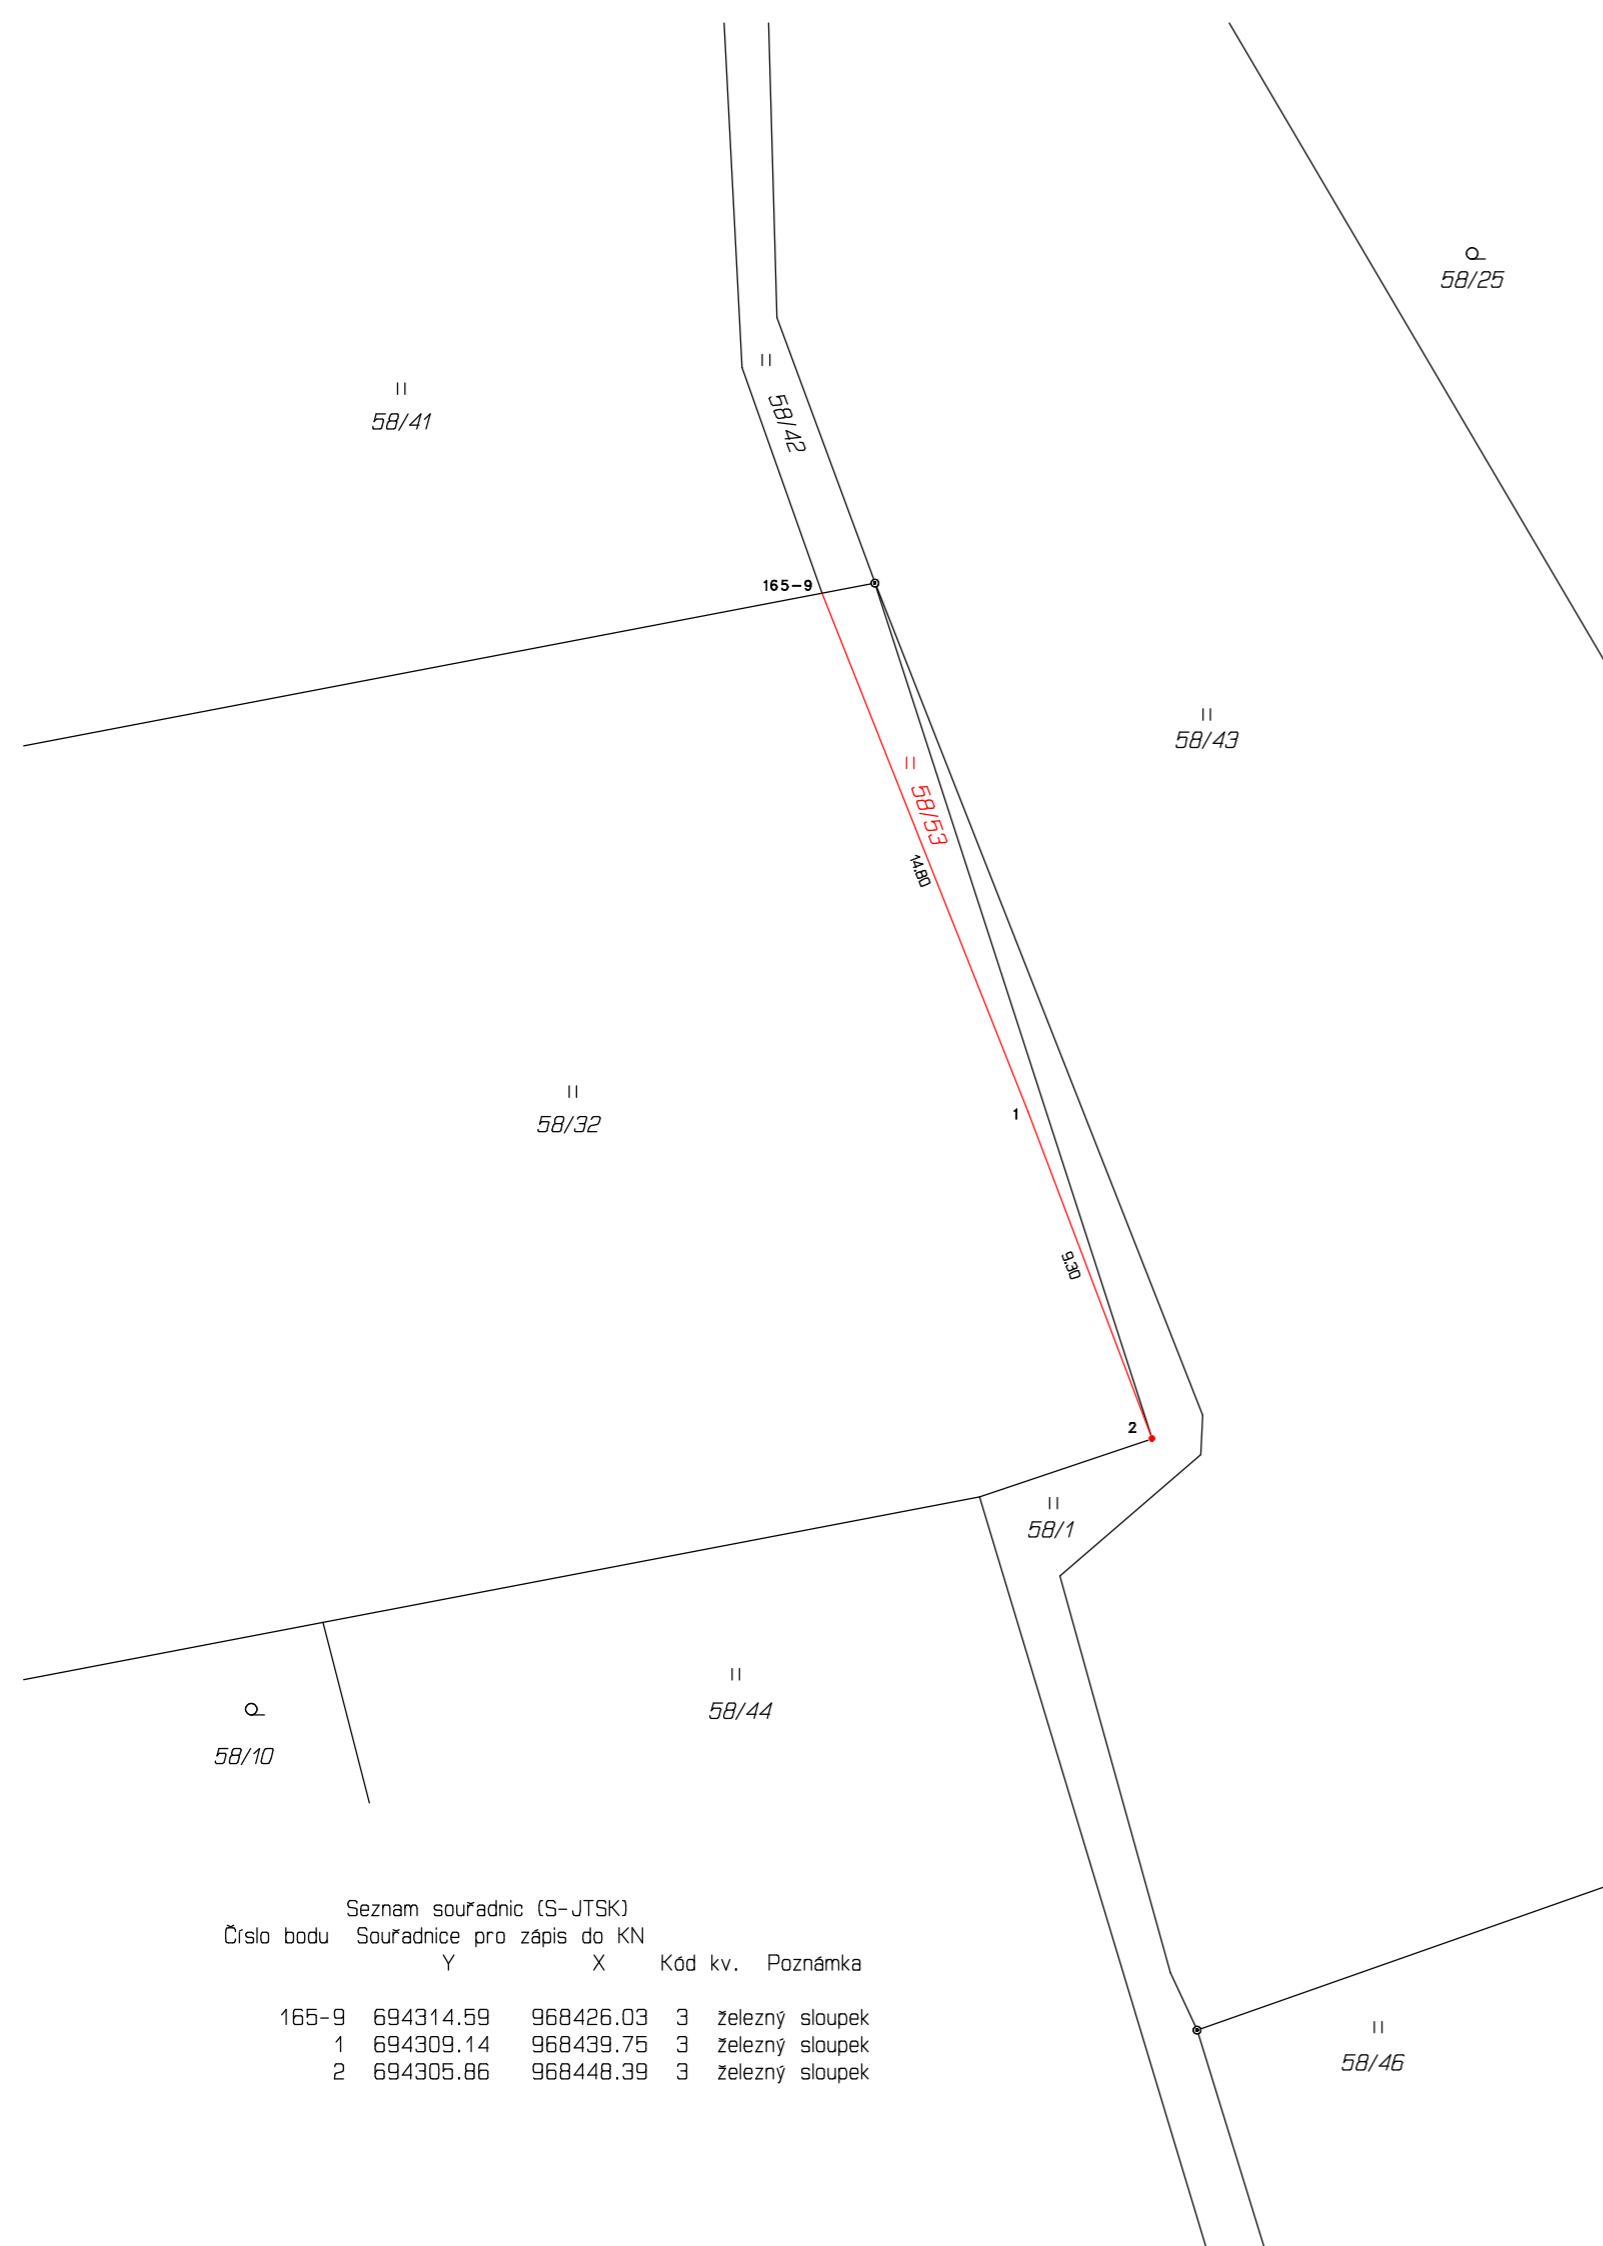 58/25
58/41
58/42
165-9
58/43
58/53
14.80
1
58/32
9.30
2
58/1
58/44
58/10
Seznam souřadnic (S-JTSK)
Číslo bodu Souřadnice pro zápis do KN
Y X Kód kv. Poznámka
165-9 694314.59 968426.03 3 železný sloupek
1 694309.14 968439.75 3 železný sloupek
2 694305.86 968448.39 3 železný sloupek
58/46